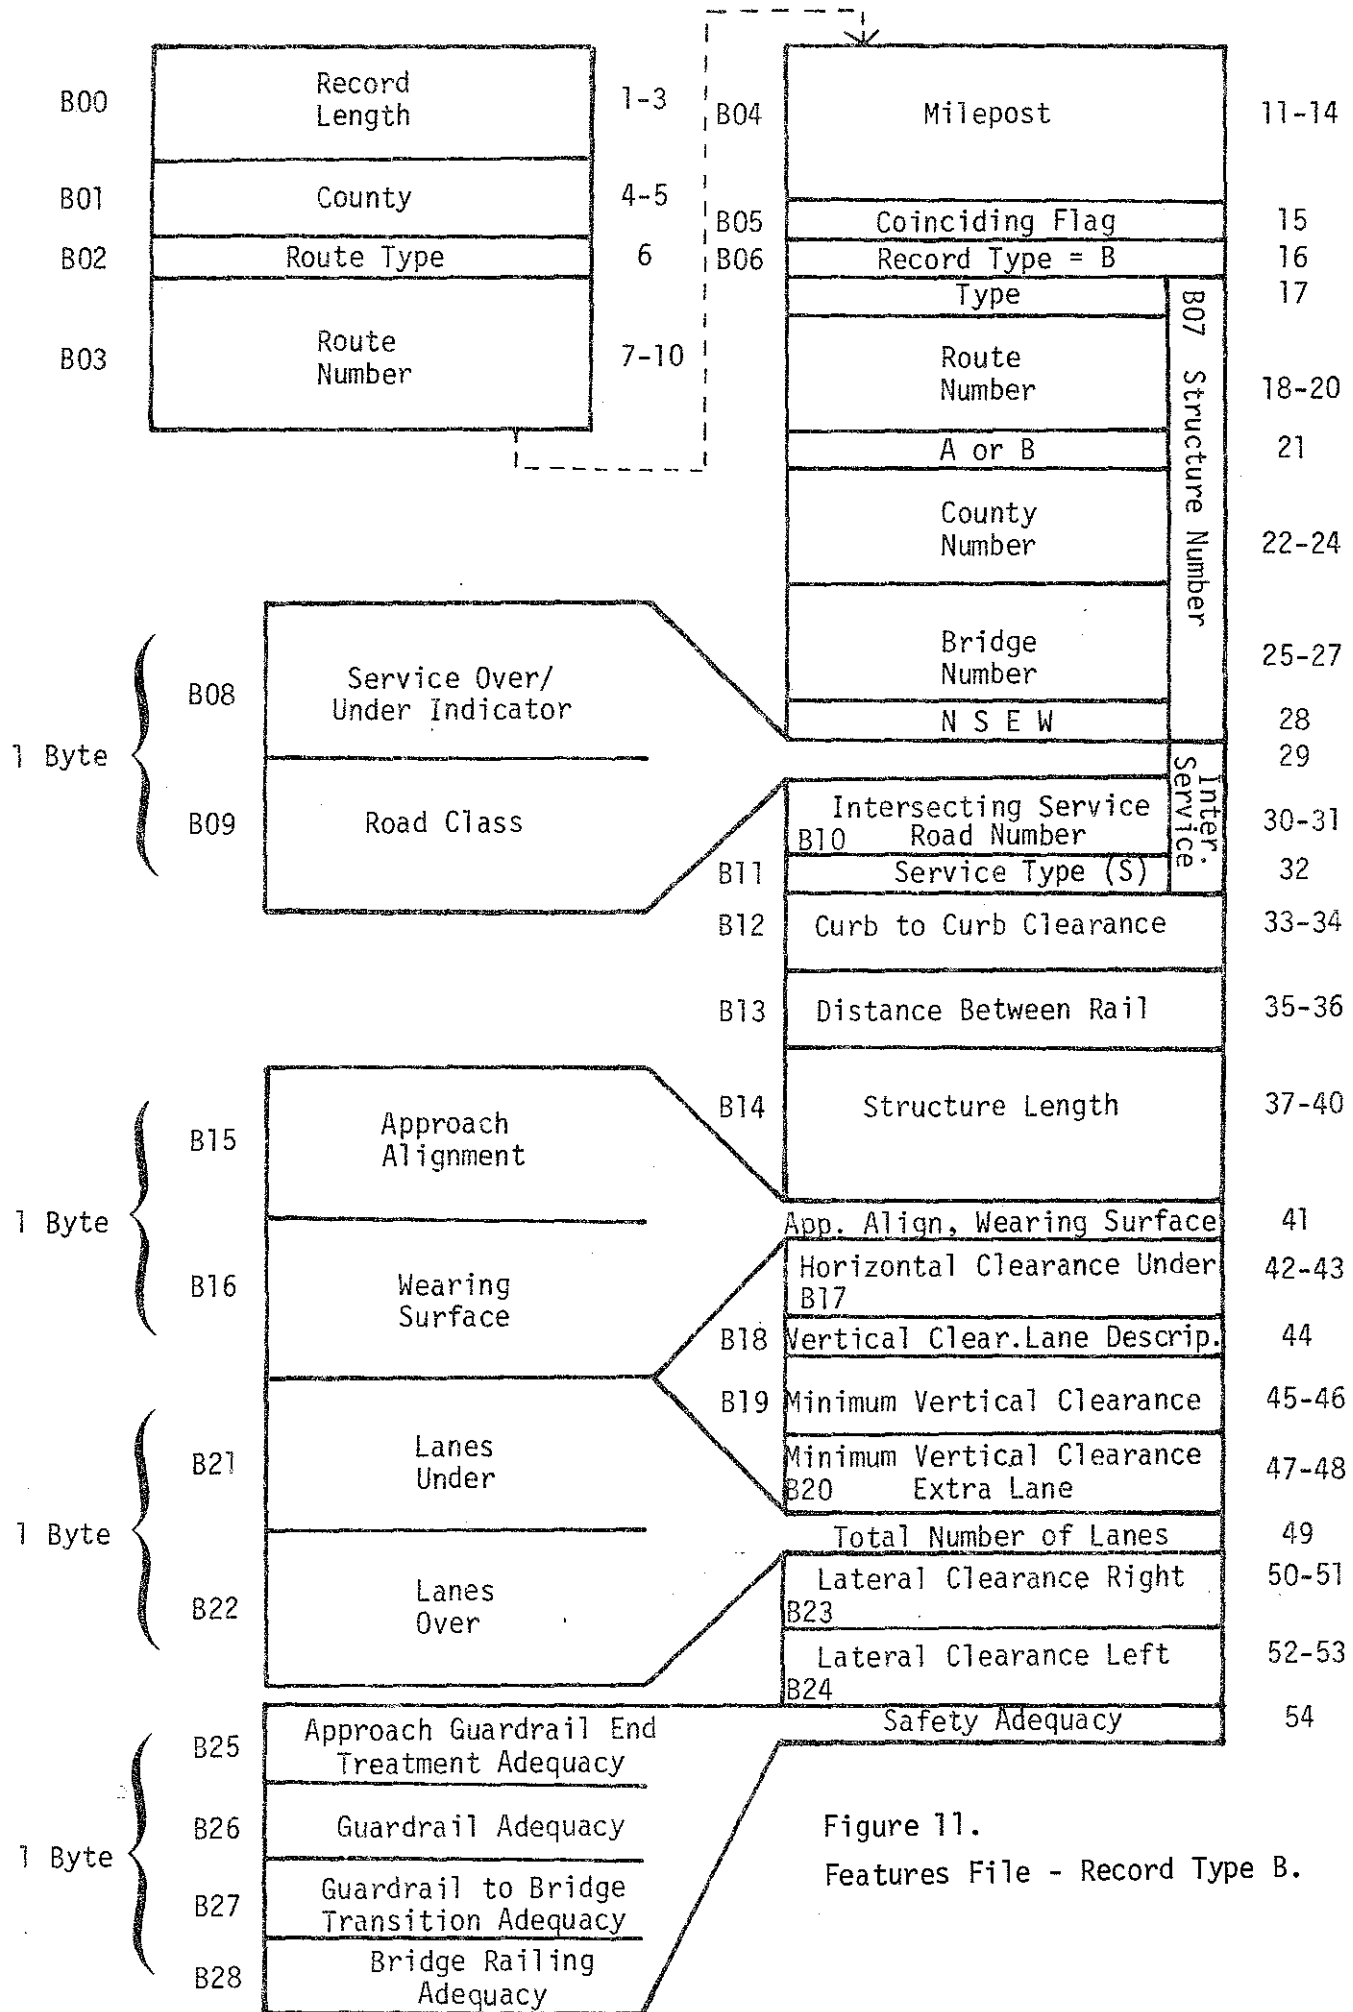 B00
Record
Length
1-3
B01
County
4-5
B02
Route Type
6
B03
Route
Number
7-10
B04
Milepost
11-14
B05
Coinciding Flag
15
B06
Record Type = B
16
Type
17
Route
Number
18-20
A or B
21
County
Number
22-24
Bridge
Number
25-27
N S E W
28
B07 Structure Number
29
Inter.
Service
1 Byte
B08
Service Over/
Under Indicator
B09
Road Class
Intersecting Service
B10 Road Number
30-31
B11
Service Type (S)
32
B12
Curb to Curb Clearance
33-34
B13
Distance Between Rail
35-36
B14
Structure Length
37-40
1 Byte
B15
Approach
Alignment
B16
Wearing
Surface
App. Align, Wearing Surface
41
Horizontal Clearance Under
B17
42-43
B18
Vertical Clear.Lane Descrip.
44
B19
Minimum Vertical Clearance
45-46
Minimum Vertical Clearance
B20 Extra Lane
47-48
1 Byte
B21
Lanes
Under
B22
Lanes
Over
Total Number of Lanes
49
Lateral Clearance Right
B23
50-51
Lateral Clearance Left
B24
52-53
Safety Adequacy
54
1 Byte
B25
Approach Guardrail End
Treatment Adequacy
B26
Guardrail Adequacy
B27
Guardrail to Bridge
Transition Adequacy
B28
Bridge Railing
Adequacy
Figure 11.
Features File - Record Type B.